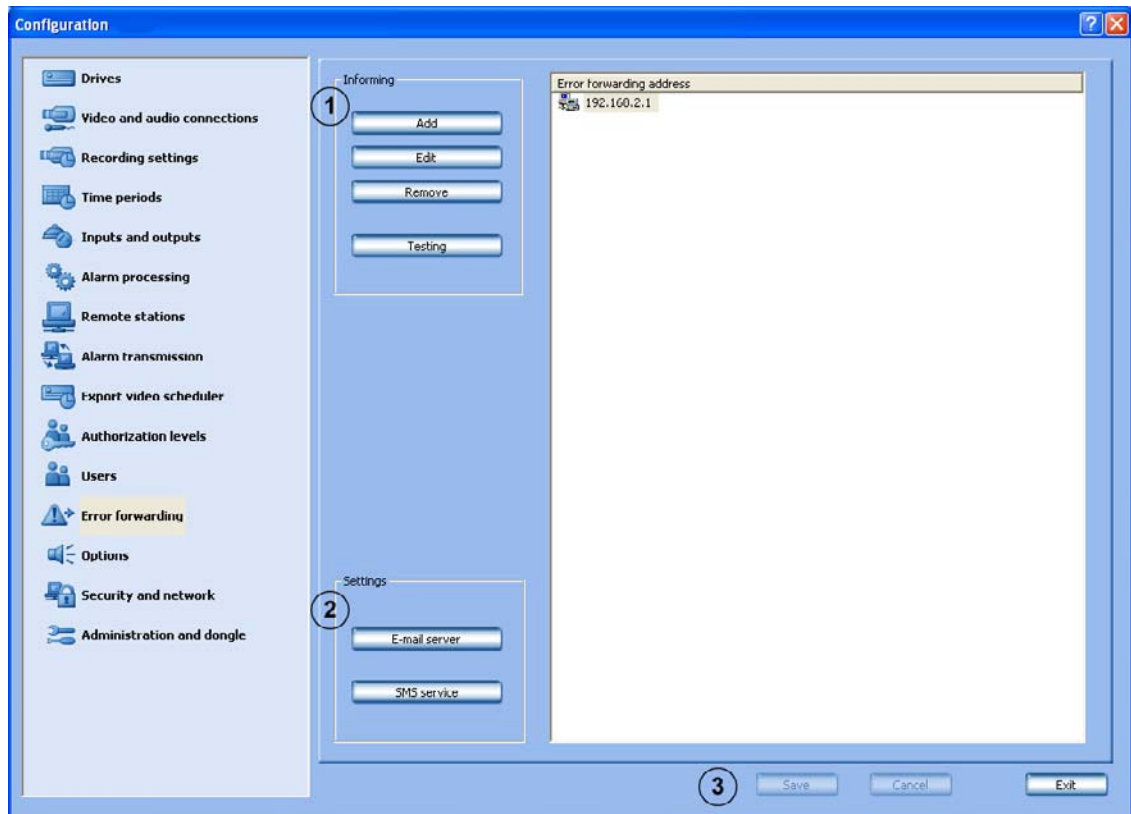 Configuration
Drives
Video and audio connections
Recording settings
Time periods
Inputs and outputs
Alarm processing
Remote stations
Alarm transmission
Export video scheduler
Authorization levels
Users
Error forwarding
Options
Security and network
Administration and dongle
Informing
1
Add
Edit
Remove
Testing
Settings
2
E-mail server
SMS service
Error forwarding address
192.160.2.1
3
Save
Cancel
Exit